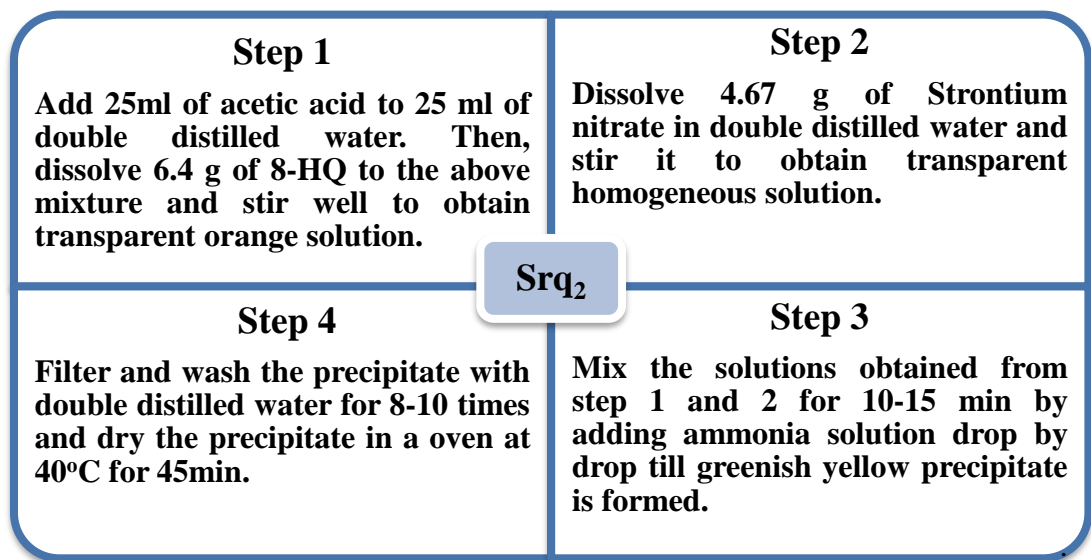 Step 1
Add 25ml of acetic acid to 25 ml of
double distilled water. Then,
dissolve 6.4 g of 8-HQ to the above
mixture and stir well to obtain
transparent orange solution.
Step 2
Dissolve 4.67 g of Strontium
nitrate in double distilled water and
stir it to obtain transparent
homogeneous solution.
Srq₂
Step 4
Filter and wash the precipitate with
double distilled water for 8-10 times
and dry the precipitate in a oven at
40°C for 45min.
Step 3
Mix the solutions obtained from
step 1 and 2 for 10-15 min by
adding ammonia solution drop by
drop till greenish yellow precipitate
is formed.
.